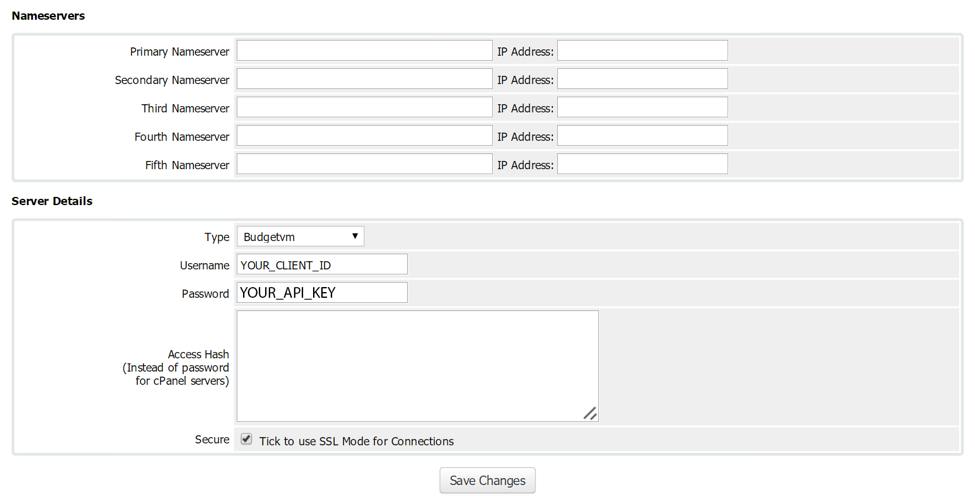 Nameservers
Primary Nameserver IP Address:
Secondary Nameserver IP Address:
Third Nameserver IP Address:
Fourth Nameserver IP Address:
Fifth Nameserver IP Address:
Server Details
Type Budgetvm
Username YOUR_CLIENT_ID
Password YOUR_API_KEY
Access Hash
(Instead of password
for cPanel servers)
Secure Tick to use SSL Mode for Connections
Save Changes